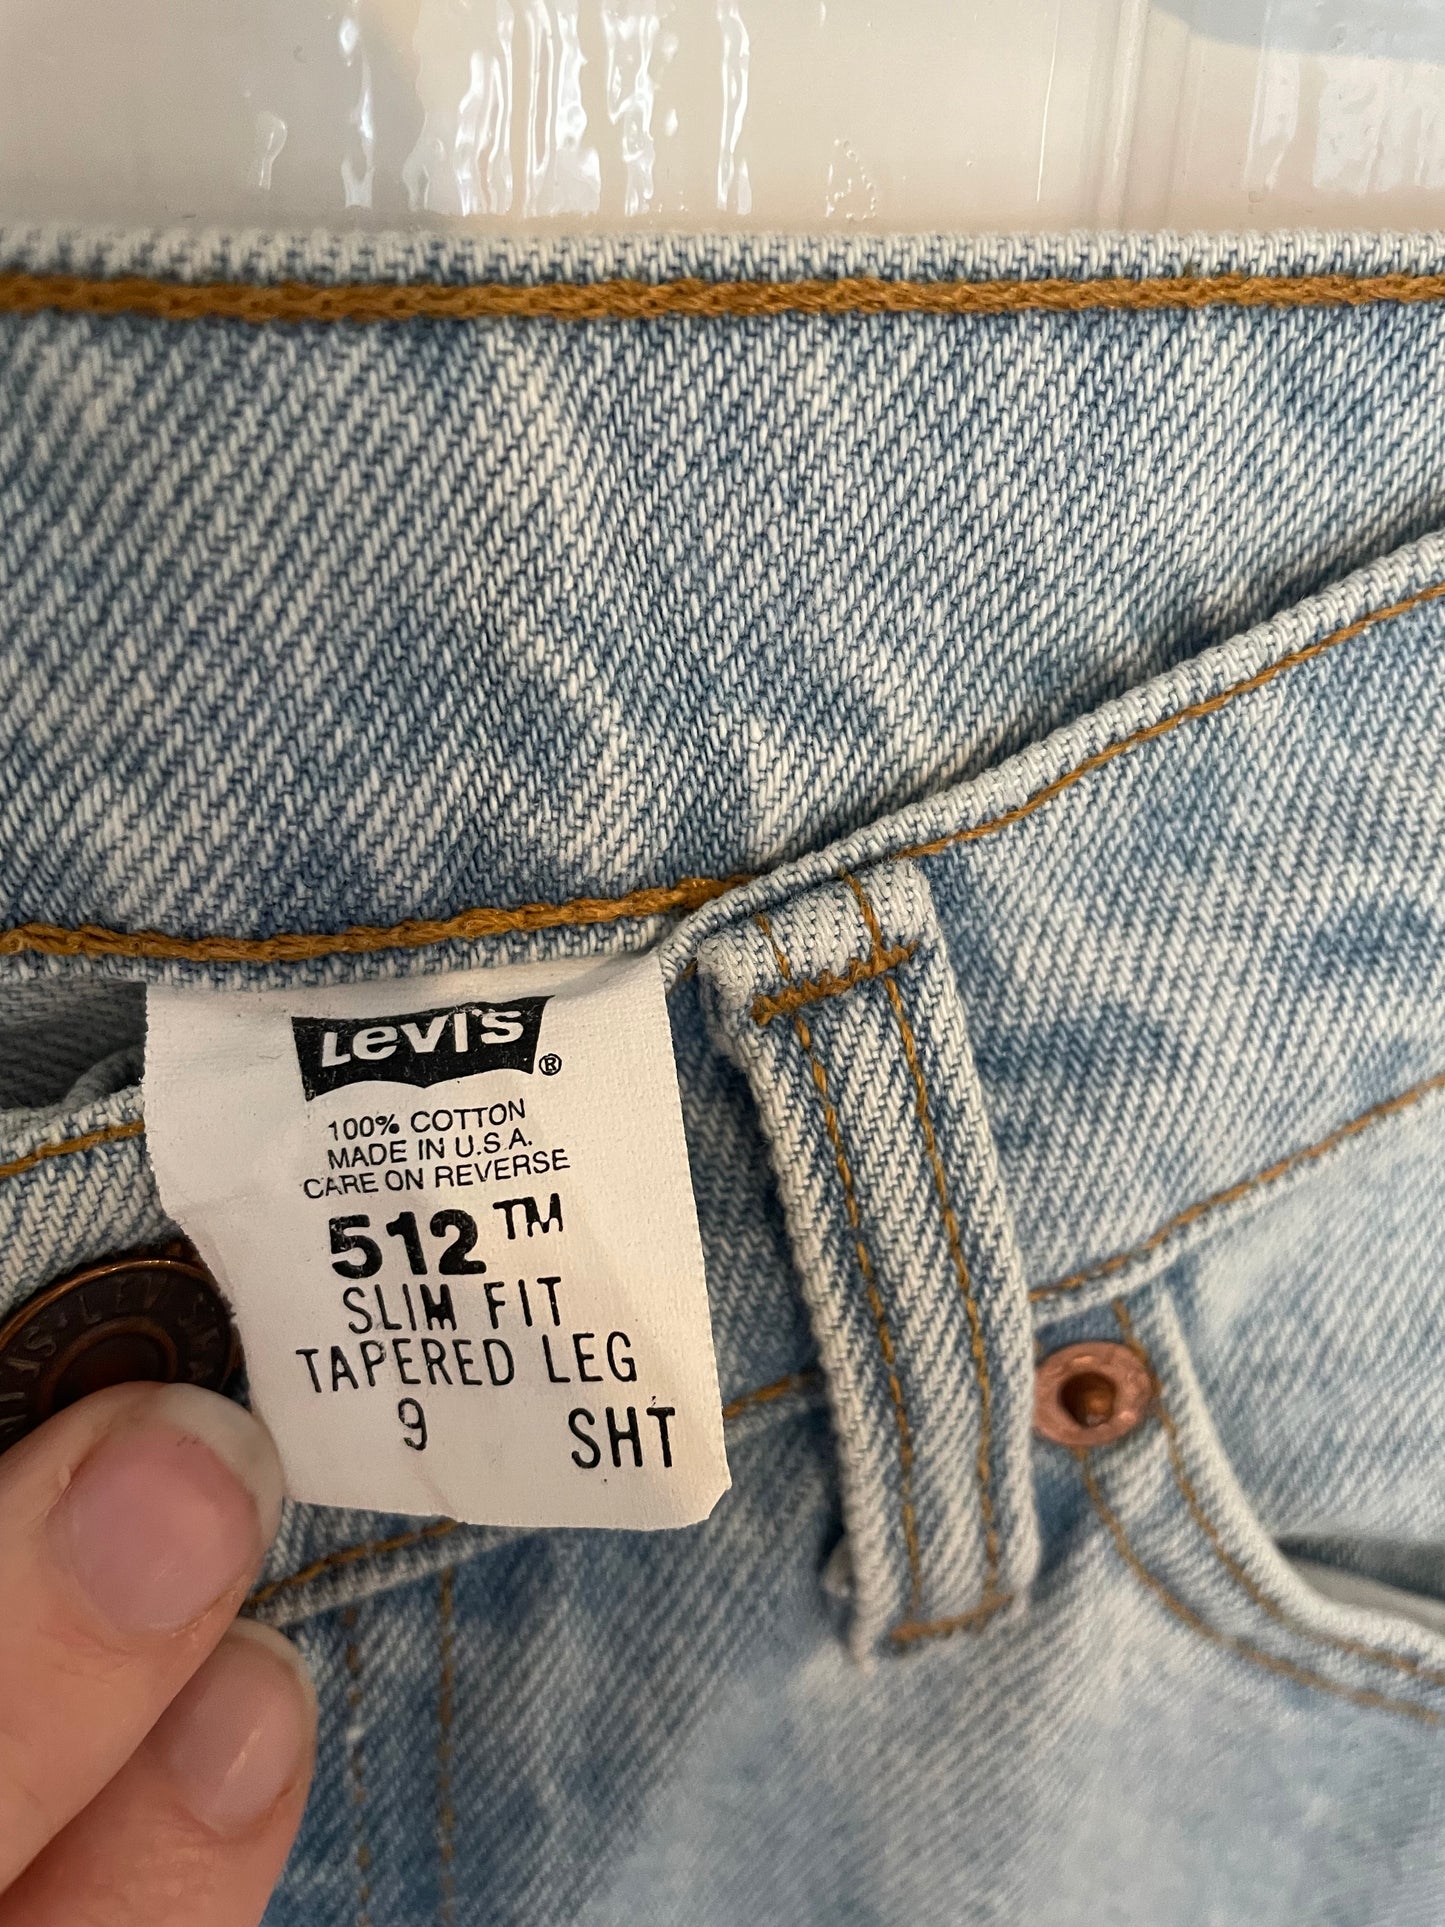 Levi's®
100% COTTON
MADE IN U.S.A.
CARE ON REVERSE
512™
SLIM FIT
TAPERED LEG
9 SHT